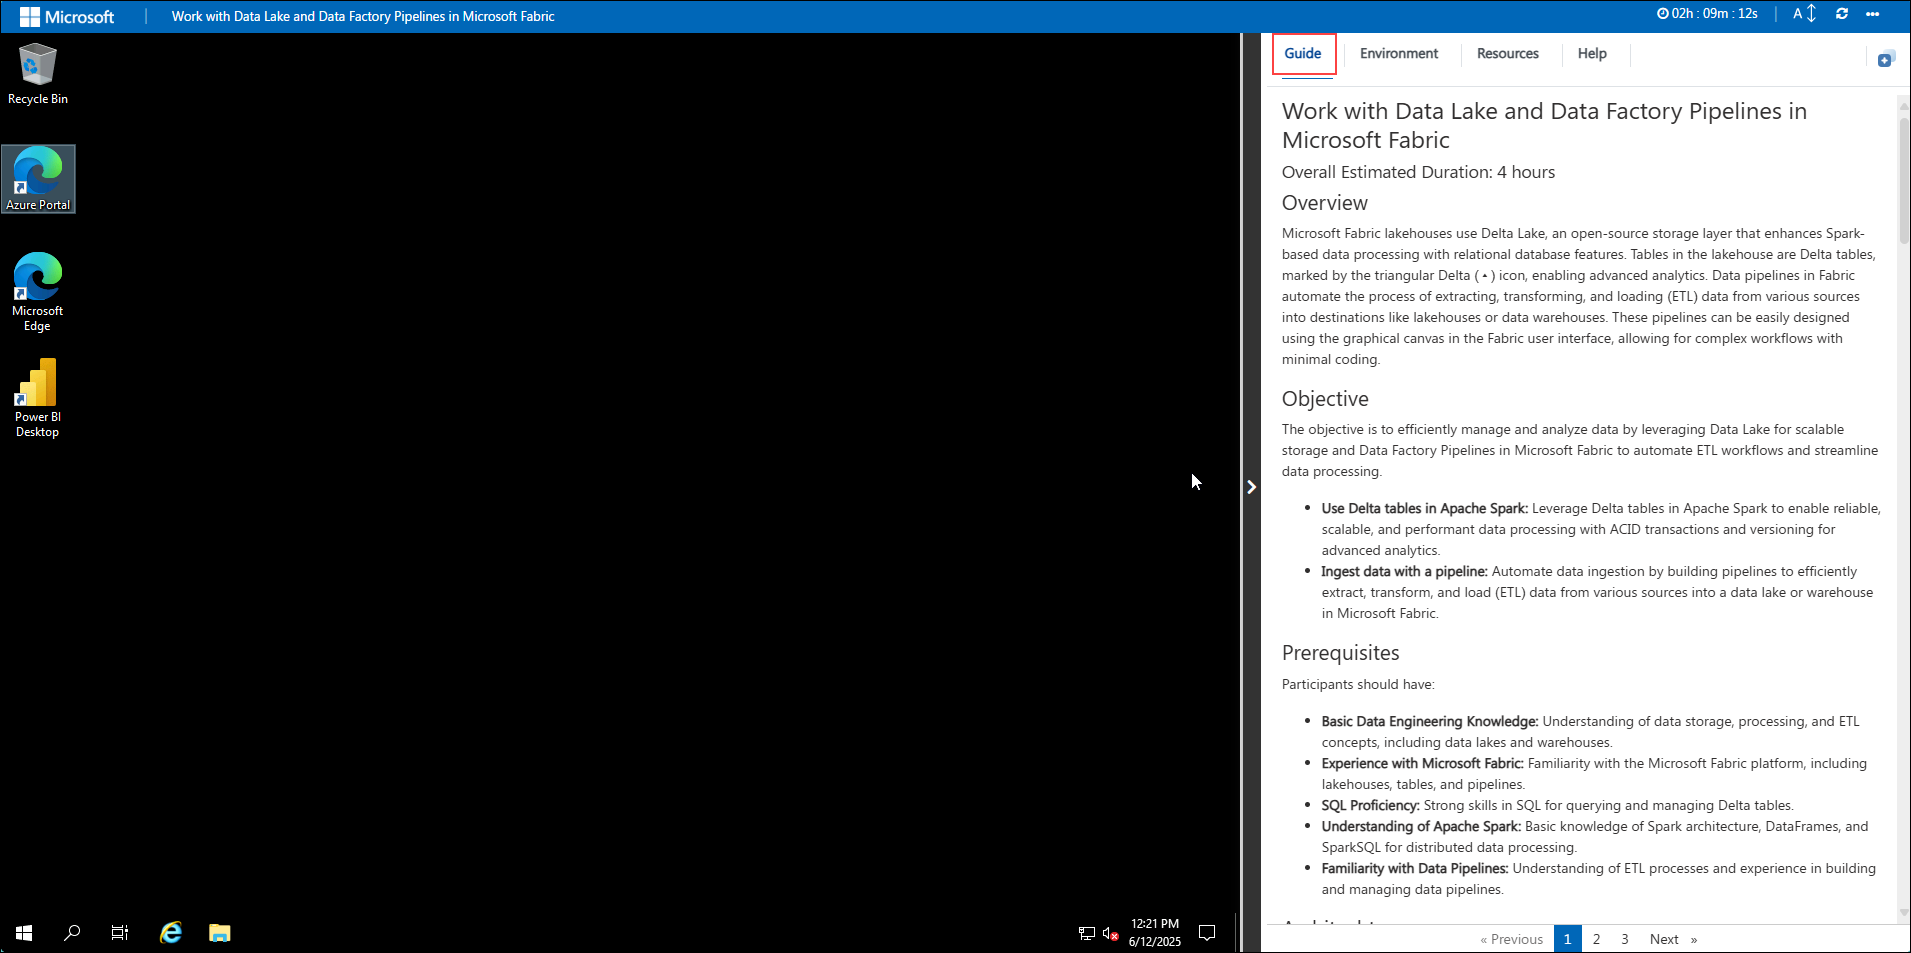 Microsoft
Work with Data Lake and Data Factory Pipelines in Microsoft Fabric
02h : 09m : 12s
A
Recycle Bin
Azure Portal
Microsoft
Edge
Power BI
Desktop
12:21 PM
6/12/2025
Guide
Environment
Resources
Help
Work with Data Lake and Data Factory Pipelines in
Microsoft Fabric
Overall Estimated Duration: 4 hours
Overview
Microsoft Fabric lakehouses use Delta Lake, an open-source storage layer that enhances Spark-
based data processing with relational database features. Tables in the lakehouse are Delta tables,
marked by the triangular Delta (▴) icon, enabling advanced analytics. Data pipelines in Fabric
automate the process of extracting, transforming, and loading (ETL) data from various sources
into destinations like lakehouses or data warehouses. These pipelines can be easily designed
using the graphical canvas in the Fabric user interface, allowing for complex workflows with
minimal coding.
Objective
The objective is to efficiently manage and analyze data by leveraging Data Lake for scalable
storage and Data Factory Pipelines in Microsoft Fabric to automate ETL workflows and streamline
data processing.
• Use Delta tables in Apache Spark: Leverage Delta tables in Apache Spark to enable reliable,
scalable, and performant data processing with ACID transactions and versioning for
advanced analytics.
• Ingest data with a pipeline: Automate data ingestion by building pipelines to efficiently
extract, transform, and load (ETL) data from various sources into a data lake or warehouse
in Microsoft Fabric.
Prerequisites
Participants should have:
• Basic Data Engineering Knowledge: Understanding of data storage, processing, and ETL
concepts, including data lakes and warehouses.
• Experience with Microsoft Fabric: Familiarity with the Microsoft Fabric platform, including
lakehouses, tables, and pipelines.
• SQL Proficiency: Strong skills in SQL for querying and managing Delta tables.
• Understanding of Apache Spark: Basic knowledge of Spark architecture, DataFrames, and
SparkSQL for distributed data processing.
• Familiarity with Data Pipelines: Understanding of ETL processes and experience in building
and managing data pipelines.
« Previous
1
2
3
Next »